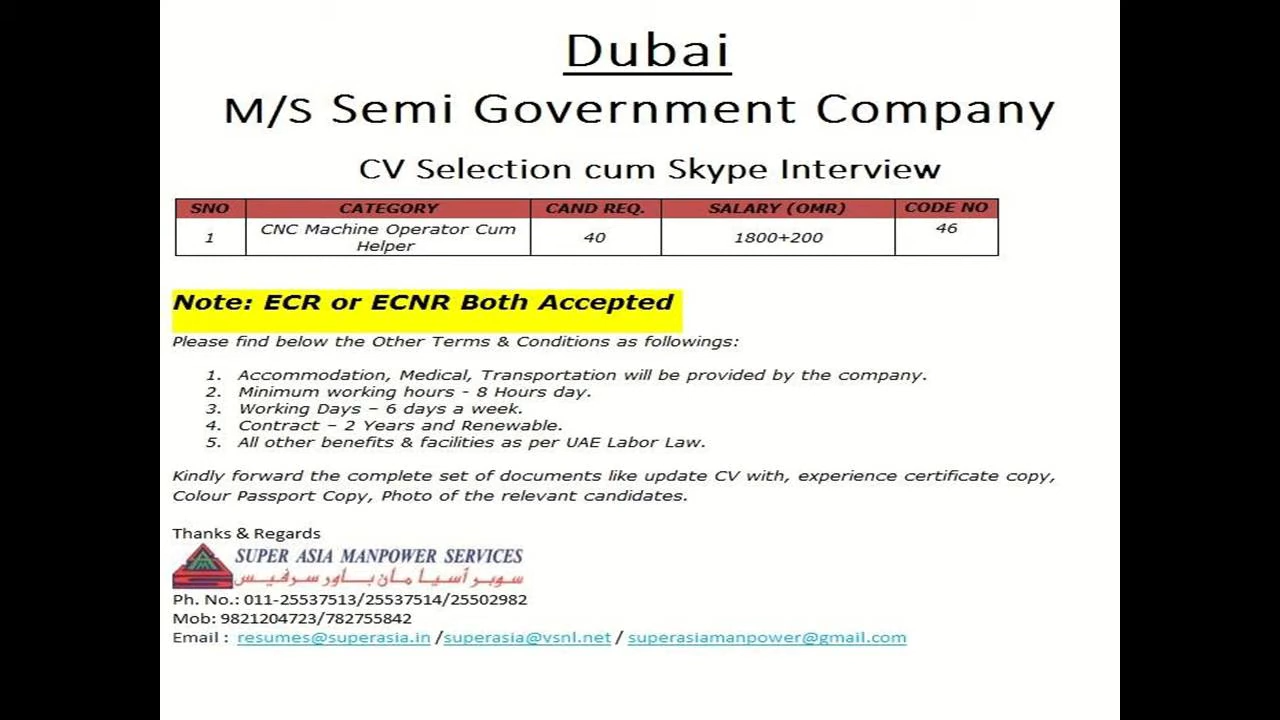 Dubai
M/S Semi Government Company
CV Selection cum Skype Interview
SNO CATEGORY CAND REQ. SALARY (OMR) CODE NO
1 CNC Machine Operator Cum Helper 40 1800+200 46
Note: ECR or ECNR Both Accepted
Please find below the Other Terms & Conditions as followings:
1. Accommodation, Medical, Transportation will be provided by the company.
2. Minimum working hours - 8 Hours day.
3. Working Days – 6 days a week.
4. Contract – 2 Years and Renewable.
5. All other benefits & facilities as per UAE Labor Law.
Kindly forward the complete set of documents like update CV with, experience certificate copy,
Colour Passport Copy, Photo of the relevant candidates.
Thanks & Regards
SUPER ASIA MANPOWER SERVICES
سوبر آسيا مان باور سرفيس
Ph. No.: 011-25537513/25537514/25502982
Mob: 9821204723/782755842
Email : resumes@superasia.in /superasia@vsnl.net / superasiamanpower@gmail.com